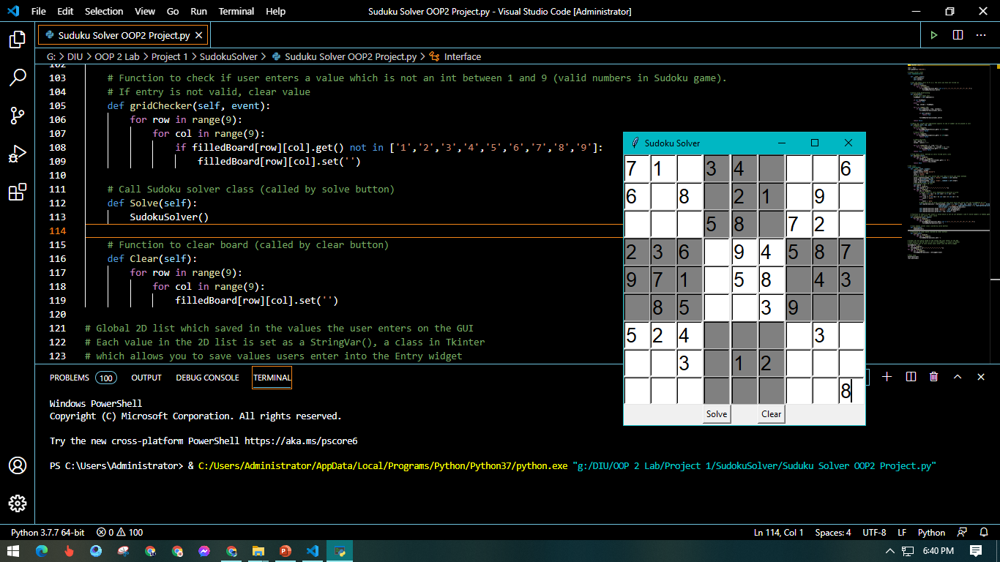 File Edit Selection View Go Run Terminal Help Suduku Solver OOP2 Project.py - Visual Studio Code [Administrator]
Suduku Solver OOP2 Project.py
G: > DIU > OOP 2 Lab > Project 1 > SudokuSolver > Suduku Solver OOP2 Project.py > Interface
102
103 # Function to check if user enters a value which is not an int between 1 and 9 (valid numbers in Sudoku game).
104 # If entry is not valid, clear value
105 def gridChecker(self, event):
106 for row in range(9):
107 for col in range(9):
108 if filledBoard[row][col].get() not in ['1','2','3','4','5','6','7','8','9']:
109 filledBoard[row][col].set('')
110
111 # Call Sudoku solver class (called by solve button)
112 def Solve(self):
113 SudokuSolver()
114
115 # Function to clear board (called by clear button)
116 def Clear(self):
117 for row in range(9):
118 for col in range(9):
119 filledBoard[row][col].set('')
120
121 # Global 2D list which saved in the values the user enters on the GUI
122 # Each value in the 2D list is set as a StringVar(), a class in Tkinter
123 # which allows you to save values users enter into the Entry widget
Sudoku Solver
7 1 3 4 6
6 8 2 1 9
5 8 7 2
2 3 6 9 4 5 8 7
9 7 1 5 8 4 3
8 5 3 9
5 2 4 3
3 1 2
8
Solve Clear
PROBLEMS 100 OUTPUT DEBUG CONSOLE TERMINAL
Windows PowerShell
Copyright (C) Microsoft Corporation. All rights reserved.
Try the new cross-platform PowerShell https://aka.ms/pscore6
PS C:\Users\Administrator> & C:/Users/Administrator/AppData/Local/Programs/Python/Python37/python.exe "g:/DIU/OOP 2 Lab/Project 1/SudokuSolver/Suduku Solver OOP2 Project.py"
Python 3.7.7 64-bit 0 100 Ln 114, Col 1 Spaces: 4 UTF-8 LF Python
6:40 PM